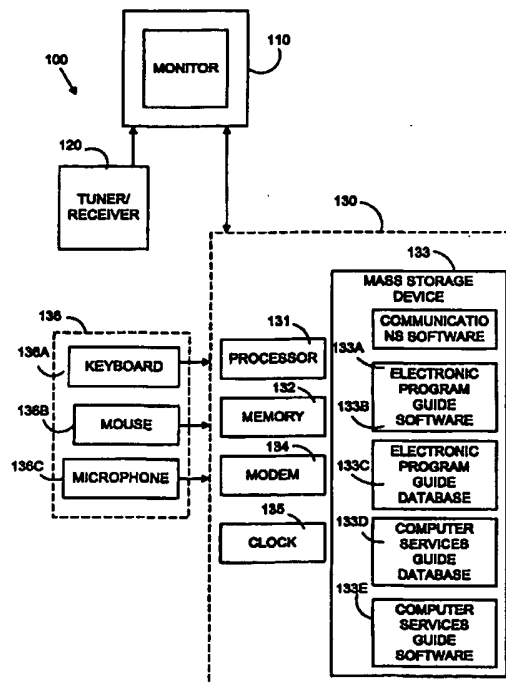 110
100
MONITOR
120
TUNER/
RECEIVER
130
133
MASS STORAGE
DEVICE
COMMUNICATIO
NS SOFTWARE
136
131
136A
KEYBOARD
PROCESSOR
133A
132
ELECTRONIC
PROGRAM
GUIDE
SOFTWARE
136B
MOUSE
MEMORY
133B
134
136C
MICROPHONE
MODEM
133C
ELECTRONIC
PROGRAM
GUIDE
DATABASE
135
CLOCK
133D
COMPUTER
SERVICES
GUIDE
DATABASE
133E
COMPUTER
SERVICES
GUIDE
SOFTWARE